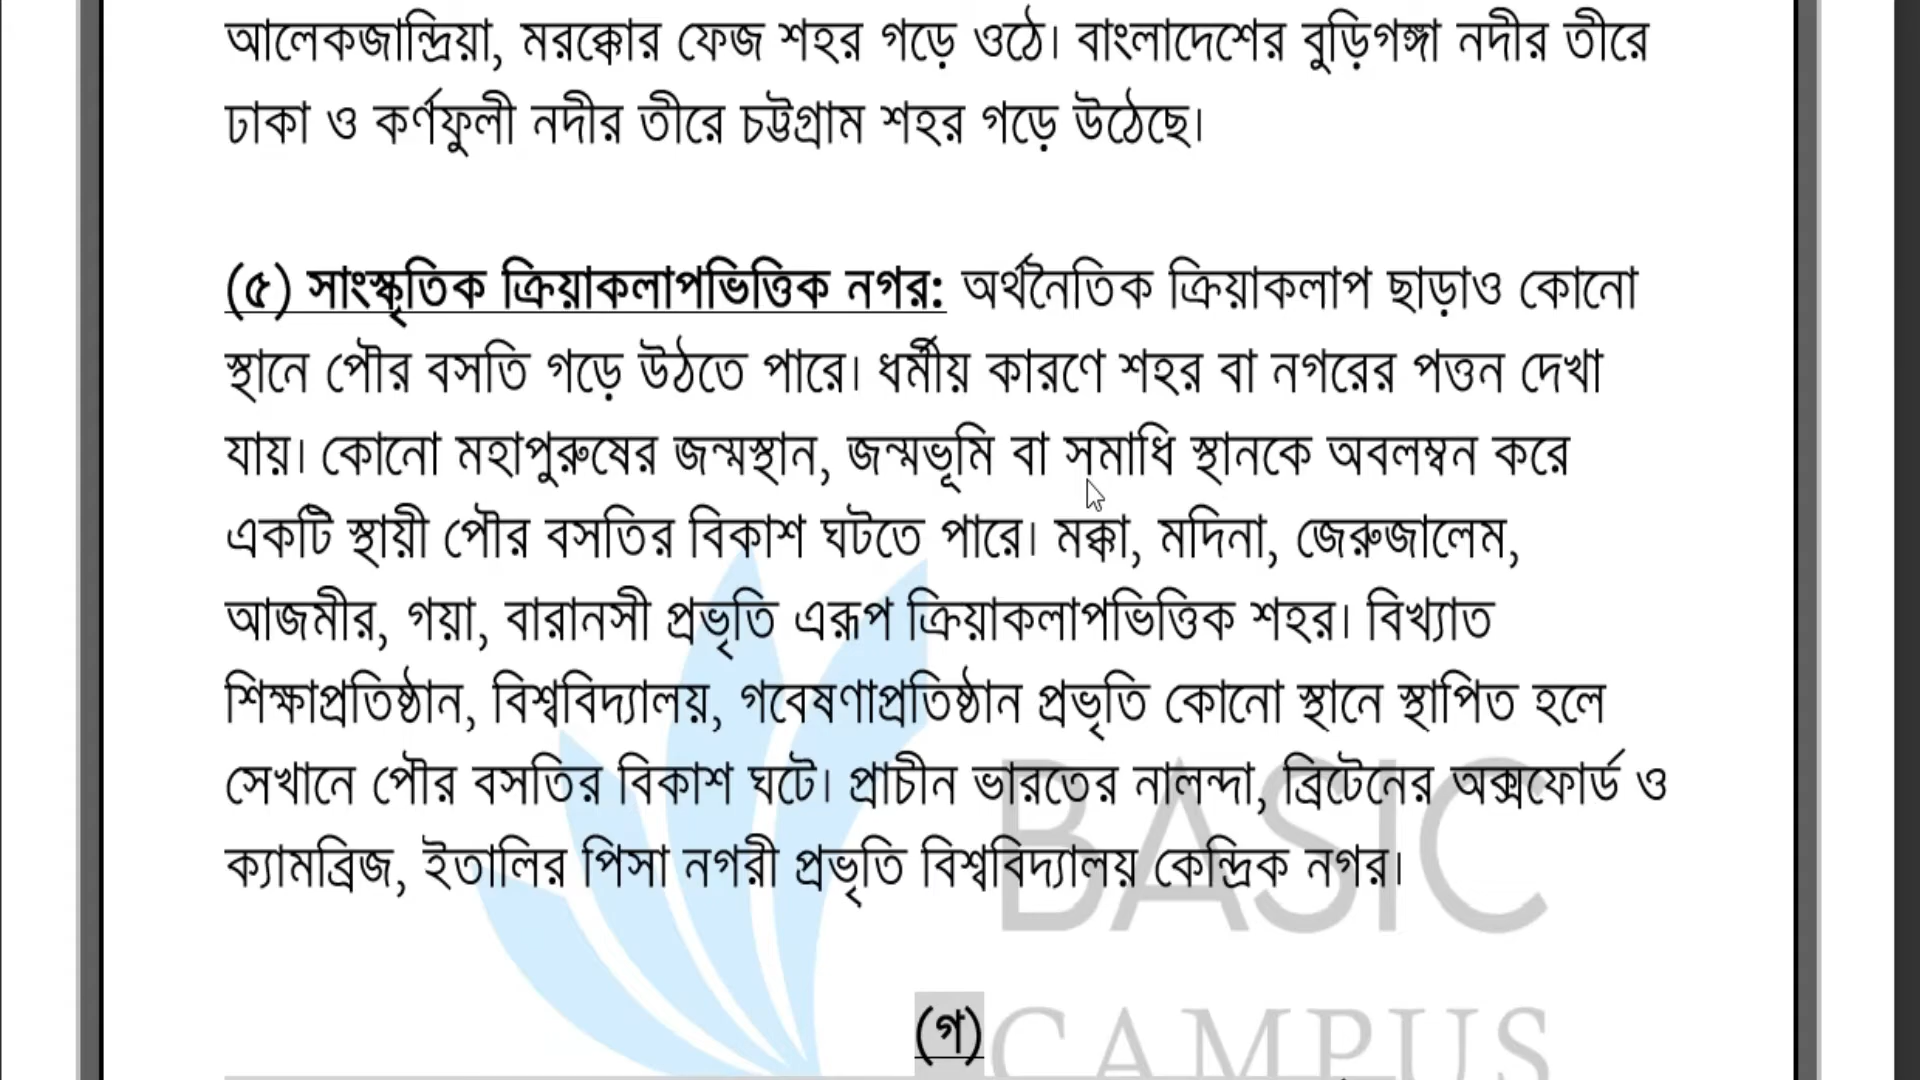 আলেকজান্দ্রিয়া, মরক্কোর ফেজ শহর গড়ে ওঠে। বাংলাদেশের বুড়িগঙ্গা নদীর তীরে
ঢাকা ও কর্ণফুলী নদীর তীরে চট্টগ্রাম শহর গড়ে উঠেছে।
(৫) সাংস্কৃতিক ক্রিয়াকলাপভিত্তিক নগর: অর্থনৈতিক ক্রিয়াকলাপ ছাড়াও কোনো
স্থানে পৌর বসতি গড়ে উঠতে পারে। ধর্মীয় কারণে শহর বা নগরের পত্তন দেখা
যায়। কোনো মহাপুরুষের জন্মস্থান, জন্মভূমি বা সমাধি স্থানকে অবলম্বন করে
একটি স্থায়ী পৌর বসতির বিকাশ ঘটতে পারে। মক্কা, মদিনা, জেরুজালেম,
আজমীর, গয়া, বারানসী প্রভৃতি এরূপ ক্রিয়াকলাপভিত্তিক শহর। বিখ্যাত
শিক্ষাপ্রতিষ্ঠান, বিশ্ববিদ্যালয়, গবেষণাপ্রতিষ্ঠান প্রভৃতি কোনো স্থানে স্থাপিত হলে
সেখানে পৌর বসতির বিকাশ ঘটে। প্রাচীন ভারতের নালন্দা, ব্রিটেনের অক্সফোর্ড ও
ক্যামব্রিজ, ইতালির পিসা নগরী প্রভৃতি বিশ্ববিদ্যালয় কেন্দ্রিক নগর।
BASIC
(গ)
CAMPUS